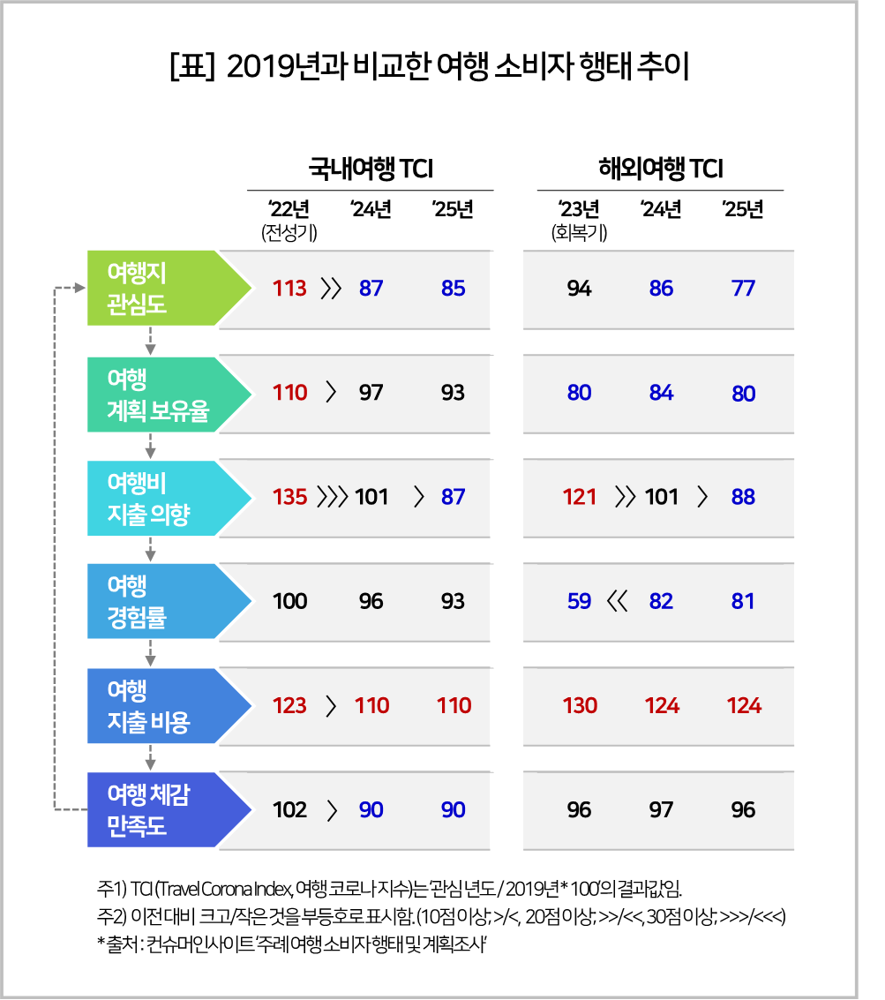 [표] 2019년과 비교한 여행 소비자 행태 추이
국내여행 TCI 해외여행 TCI
‘22년 ‘24년 ’25년 ‘23년 ‘24년 ’25년
(전성기) (회복기)
여행지
관심도
113 >> 87 85 94 86 77
여행
계획 보유율
110 > 97 93 80 84 80
여행비
지출 의향
135 >>> 101 > 87 121 >> 101 > 88
여행
경험률
100 96 93 59 << 82 81
여행
지출 비용
123 > 110 110 130 124 124
여행 체감
만족도
102 > 90 90 96 97 96
주1) TCI (Travel Corona Index, 여행 코로나 지수)는 ‘관심 년도 / 2019년 * 100’의 결과값임.
주2) 이전 대비 크고/작은 것을 부등호로 표시함. (10점 이상; >/<, 20점 이상; >>/<<, 30점 이상; >>>/<<<)
* 출처 : 컨슈머인사이트 ‘주례 여행 소비자 행태 및 계획조사‘